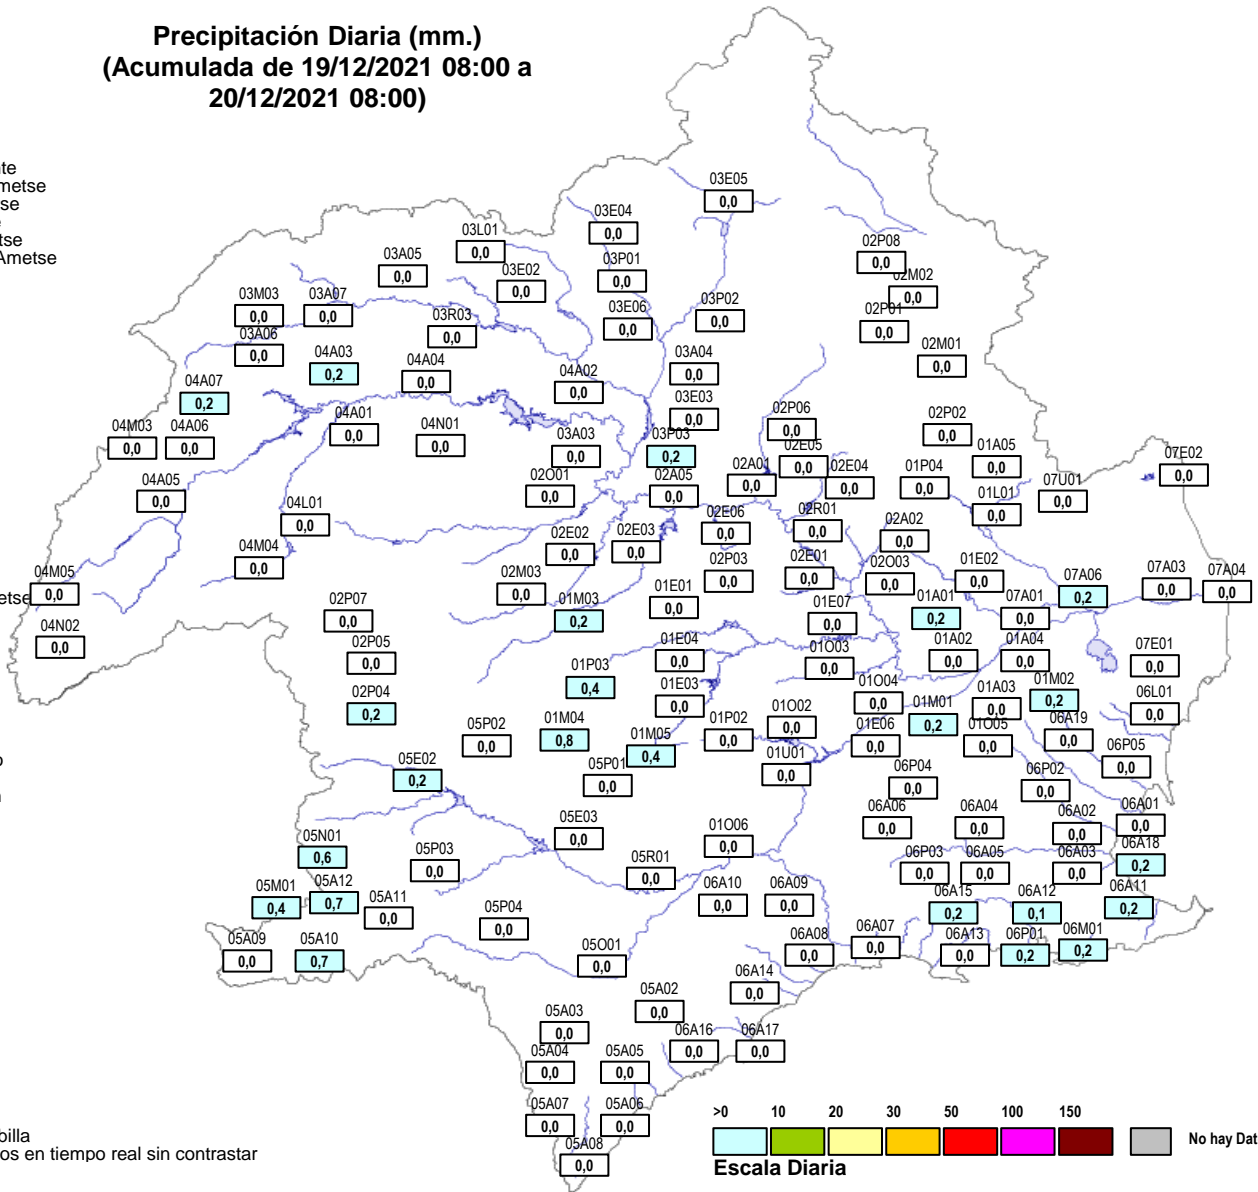 Precipitación Diaria (mm.)
(Acumulada de 19/12/2021 08:00 a
20/12/2021 08:00)
03E05
0,0
03E04
0,0
03L01
0,0
03A05
0,0
03E02
0,0
03P01
0,0
02P08
0,0
02M02
0,0
03M03
0,0
03A07
0,0
03R03
0,0
03E06
0,0
03P02
0,0
02P01
0,0
03A06
0,0
04A03
0,2
04A04
0,0
04A02
0,0
03A04
0,0
02M01
0,0
04A07
0,2
03E03
0,0
04M03
0,0
04A06
0,0
04A01
0,0
04N01
0,0
03A03
0,0
03P03
0,2
02P06
0,0
02E05
0,0
02P02
0,0
01A05
0,0
07E02
0,0
04A05
0,0
02O01
0,0
02A05
0,0
02A01
0,0
02E04
0,0
01P04
0,0
01L01
0,0
07U01
0,0
04L01
0,0
02E06
0,0
02R01
0,0
02A02
0,0
04M04
0,0
02E02
0,0
02E03
0,0
02P03
0,0
02E01
0,0
02O03
0,0
01E02
0,0
04M05
0,0
02M03
0,0
01M03
0,2
01E01
0,0
01E07
0,0
01A01
0,2
07A01
0,0
07A06
0,2
07A03
0,0
07A04
0,0
04N02
0,0
02P07
0,0
02P05
0,0
01E04
0,0
01O03
0,0
01A02
0,0
01A04
0,0
07E01
0,0
02P04
0,2
01P03
0,4
01E03
0,0
01O04
0,0
01M01
0,2
01A03
0,0
01M02
0,2
06L01
0,0
05P02
0,0
01M04
0,8
01M05
0,4
01P02
0,0
01O02
0,0
01E06
0,0
01O05
0,0
06A19
0,0
06P05
0,0
05E02
0,2
05P01
0,0
01U01
0,0
06P04
0,0
06P02
0,0
05E03
0,0
01O06
0,0
06A06
0,0
06A04
0,0
06A02
0,0
06A01
0,0
05N01
0,6
05P03
0,0
05R01
0,0
06P03
0,0
06A05
0,0
06A03
0,0
06A18
0,2
05M01
0,4
05A12
0,7
05A11
0,0
05P04
0,0
06A10
0,0
06A09
0,0
06A15
0,2
06A12
0,1
06A11
0,2
05A09
0,0
05A10
0,7
05O01
0,0
06A08
0,0
06A07
0,0
06A13
0,0
06P01
0,2
06M01
0,2
06A14
0,0
05A02
0,0
05A03
0,0
06A16
0,0
06A17
0,0
05A04
0,0
05A05
0,0
05A07
0,0
05A06
0,0
05A08
0,0
>0 10 20 30 50 100 150
No hay Dat
Escala Diaria
os en tiempo real sin contrastar